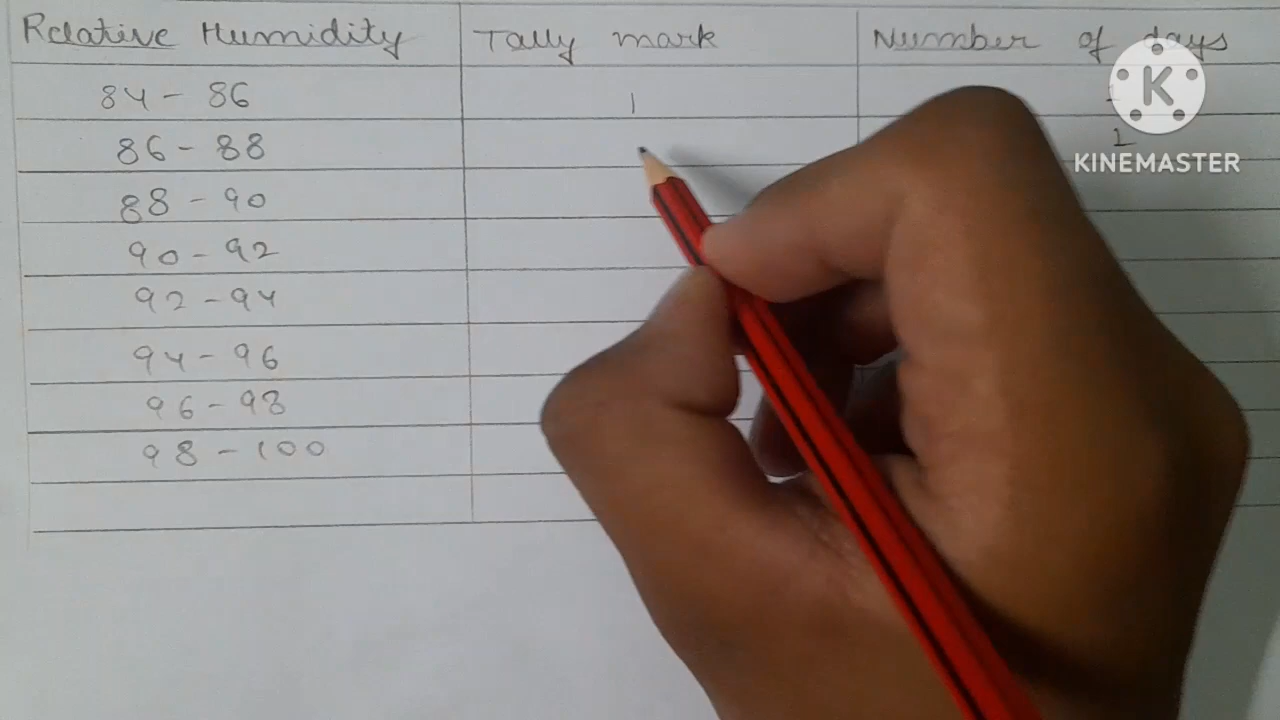 Relative Humidity Tally mark Number of days
84 - 86 | 1
86 - 88 1
88 - 90
90 - 92
92 - 94
94 - 96
96 - 98
98 - 100
K
KINEMASTER